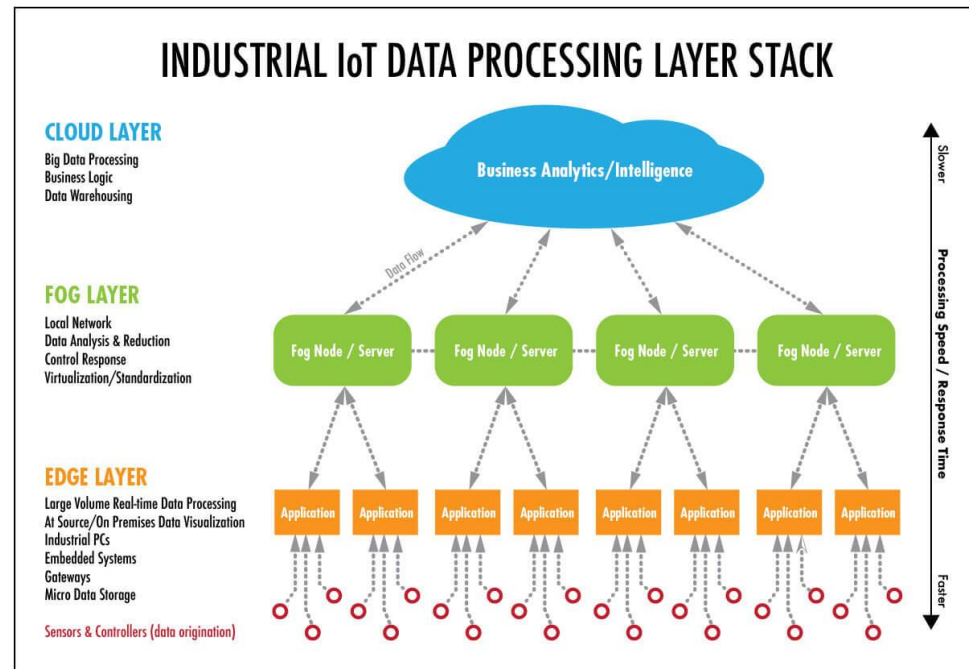 INDUSTRIAL IoT DATA PROCESSING LAYER STACK
CLOUD LAYER
Big Data Processing
Business Logic
Data Warehousing
Business Analytics/Intelligence
Slower
Data Flow
Processing Speed / Response Time
FOG LAYER
Local Network
Data Analysis & Reduction
Control Response
Virtualization/Standardization
Fog Node / Server
Fog Node / Server
Fog Node / Server
Fog Node / Server
EDGE LAYER
Large Volume Real-time Data Processing
At Source/On Premises Data Visualization
Industrial PCs
Embedded Systems
Gateways
Micro Data Storage
Application
Application
Application
Application
Application
Application
Application
Application
Faster
Sensors & Controllers (data origination)